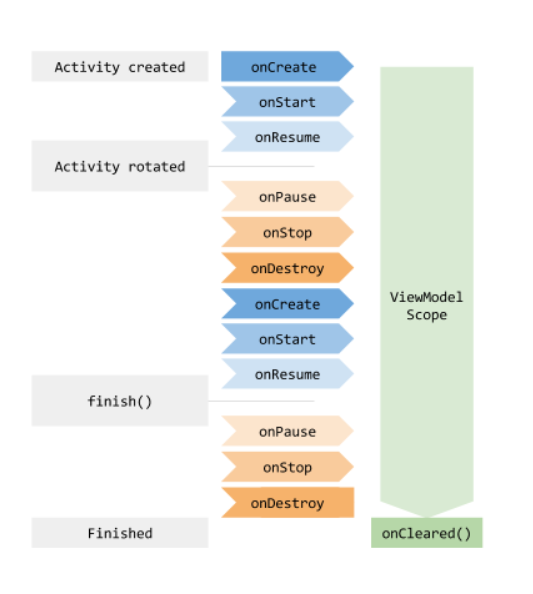 Activity created
onCreate
onStart
onResume
Activity rotated
onPause
onStop
onDestroy
onCreate
ViewModel
Scope
onStart
onResume
finish()
onPause
onStop
onDestroy
Finished
onCleared()